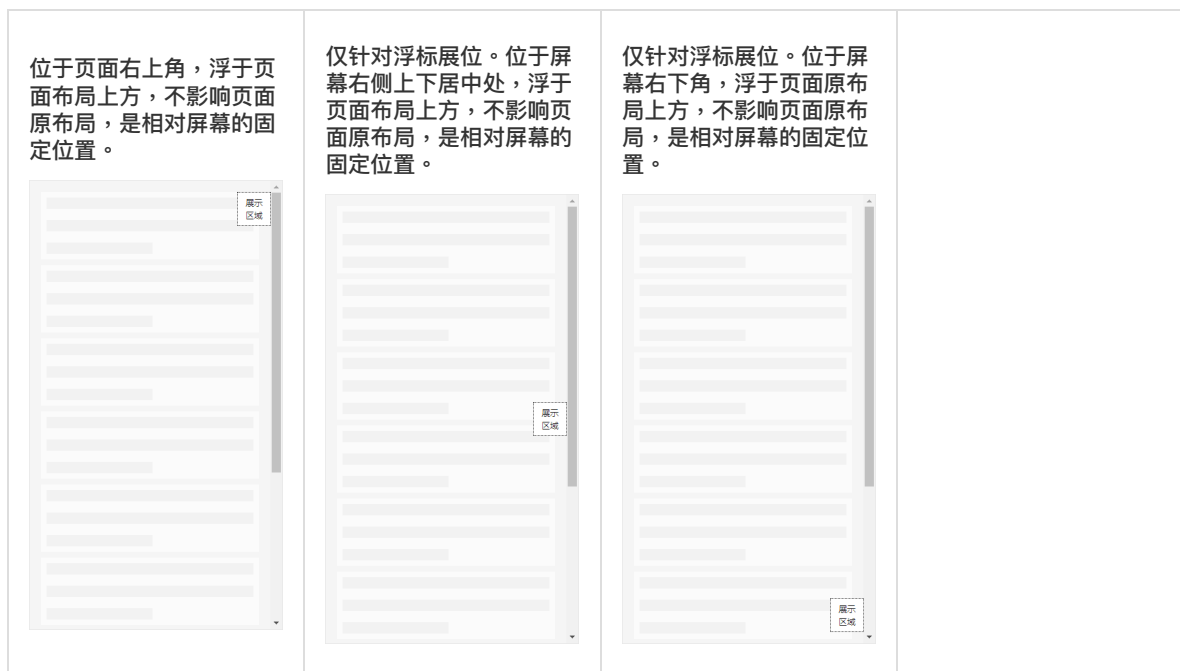 位于页面右上角，浮于页
面布局上方，不影响页面
原布局，是相对屏幕的固
定位置。
展示
区域
仅针对浮标展位。位于屏
幕右侧上下居中处，浮于
页面布局上方，不影响页
面原布局，是相对屏幕的
固定位置。
展示
区域
仅针对浮标展位。位于屏
幕右下角，浮于页面原布
局上方，不影响页面原布
局，是相对屏幕的固定位
置。
展示
区域